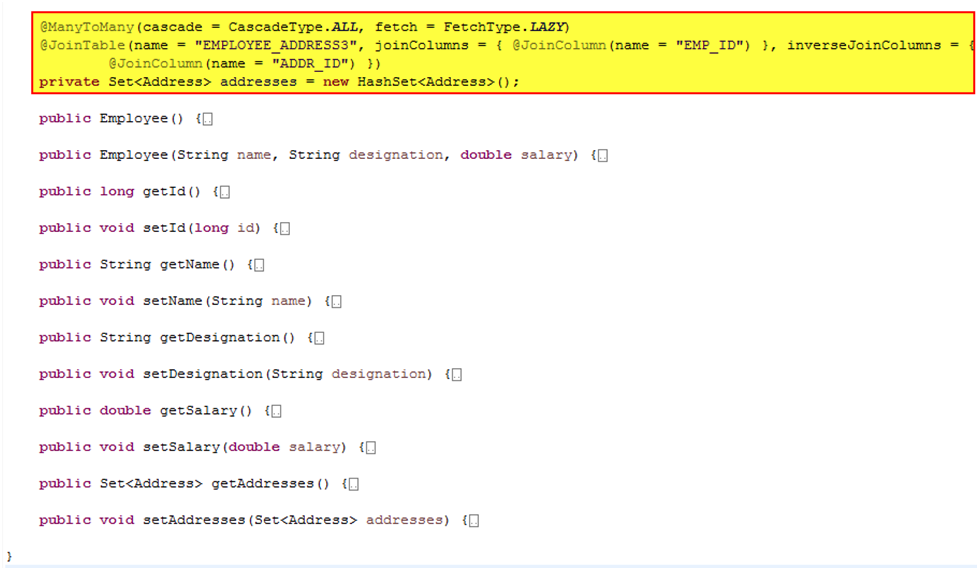 @ManyToMany(cascade = CascadeType.ALL, fetch = FetchType.LAZY)
@JoinTable(name = "EMPLOYEE_ADDRESS3", joinColumns = { @JoinColumn(name = "EMP_ID") }, inverseJoinColumns = {
@JoinColumn(name = "ADDR_ID") })
private Set<Address> addresses = new HashSet<Address>();
public Employee() {..
public Employee(String name, String designation, double salary) {..
public long getId() {..
public void setId(long id) {..
public String getName() {..
public void setName(String name) {..
public String getDesignation() {..
public void setDesignation(String designation) {..
public double getSalary() {..
public void setSalary(double salary) {..
public Set<Address> getAddresses() {..
public void setAddresses(Set<Address> addresses) {..
}